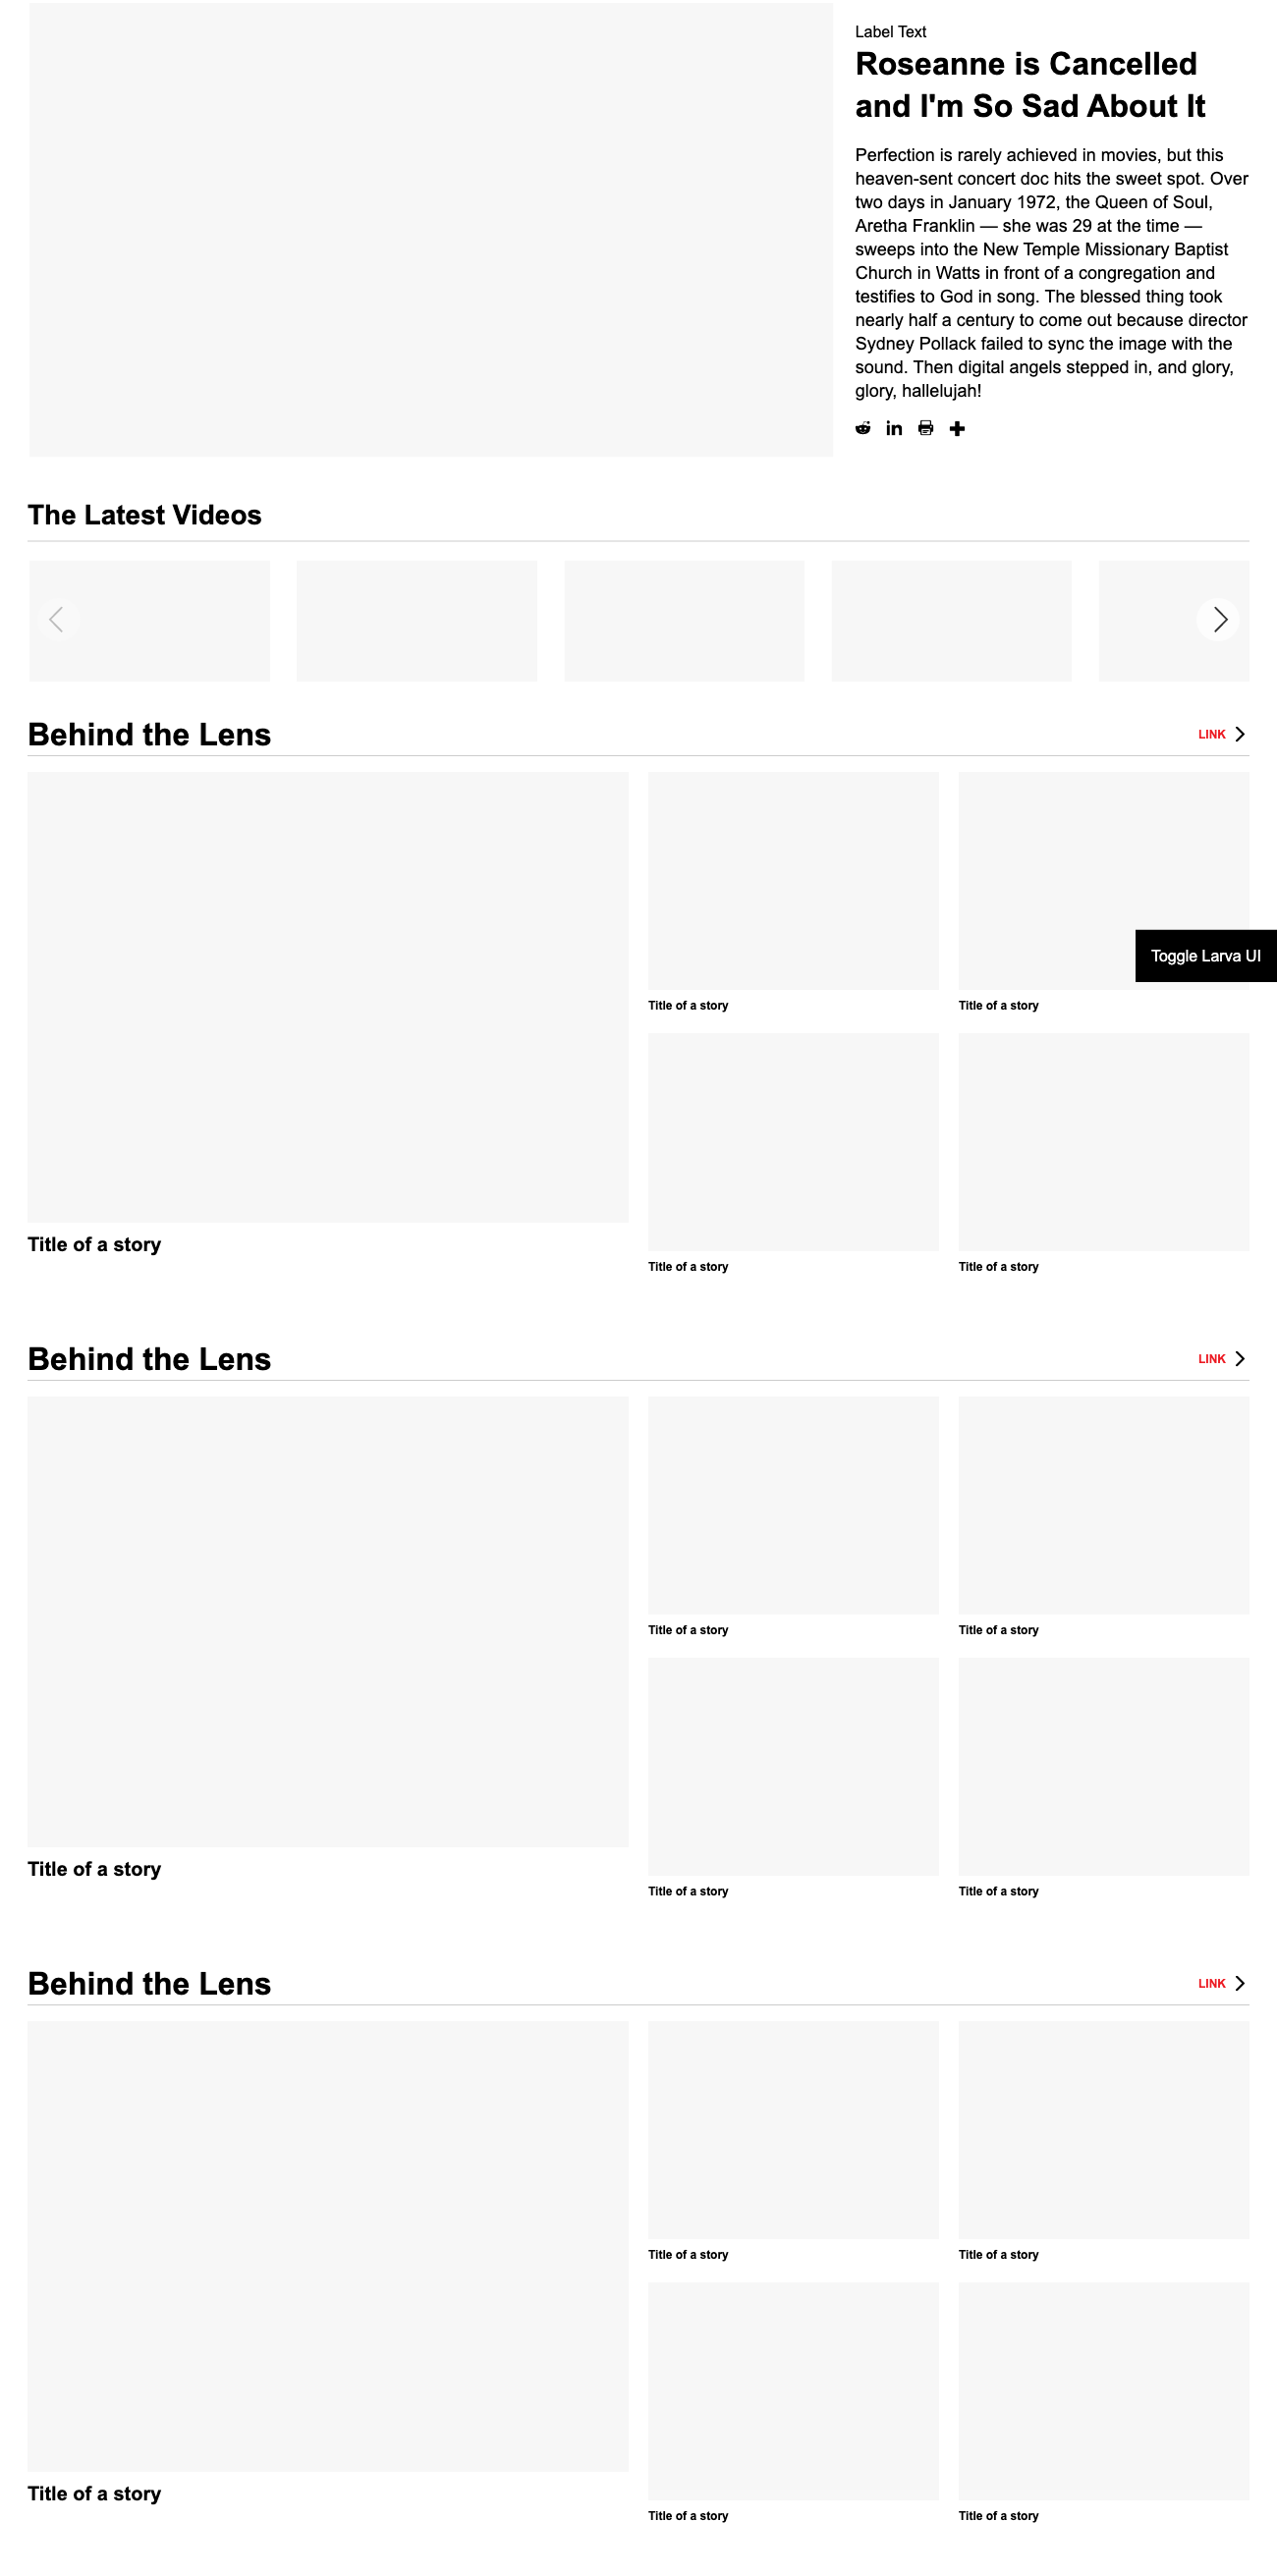 Label Text
Roseanne is Cancelled
and I'm So Sad About It
Perfection is rarely achieved in movies, but this
heaven-sent concert doc hits the sweet spot. Over
two days in January 1972, the Queen of Soul,
Aretha Franklin — she was 29 at the time —
sweeps into the New Temple Missionary Baptist
Church in Watts in front of a congregation and
testifies to God in song. The blessed thing took
nearly half a century to come out because director
Sydney Pollack failed to sync the image with the
sound. Then digital angels stepped in, and glory,
glory, hallelujah!
The Latest Videos
Behind the Lens
LINK
Toggle Larva UI
Title of a story
Title of a story
Title of a story
Title of a story
Title of a story
Behind the Lens
LINK
Title of a story
Title of a story
Title of a story
Title of a story
Title of a story
Behind the Lens
LINK
Title of a story
Title of a story
Title of a story
Title of a story
Title of a story